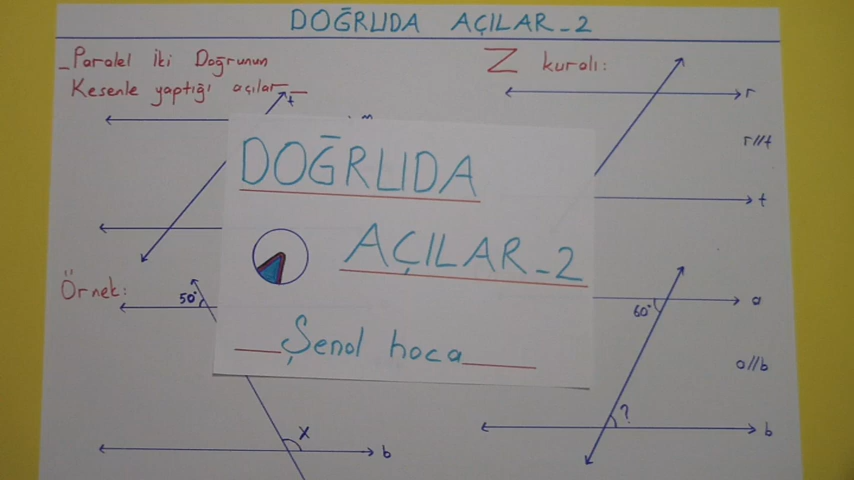 DOĞRUDA AÇILAR_2
_Paralel İki Doğrunun
Kesenle yaptığı açılar_
t
m
Z kuralı:
r
r//t
t
DOĞRUDA
AÇILAR_2
Şenol hoca
Örnek:
50°
x
b
a
60°
a//b
?
b